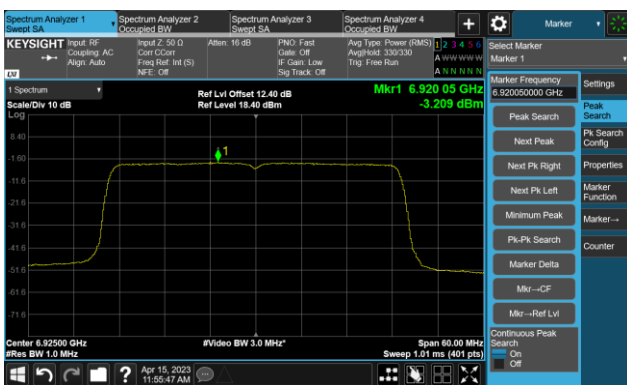 Spectrum Analyzer 1
Swept SA
Spectrum Analyzer 2
Occupied BW
Spectrum Analyzer 3
Swept SA
Spectrum Analyzer 4
Occupied BW
Marker
KEYSIGHT
Input: RF
Coupling: AC
Align: Auto
Input Z: 50 Ω
Corr CCorr
Freq Ref: Int (S)
NFE: Off
Atten: 16 dB
PNO: Fast
Gate: Off
IF Gain: Low
Sig Track: Off
Avg Type: Power (RMS)
Avg|Hold: 330/330
Trig: Free Run
1 2 3 4 5 6
A W W W W W
A N N N N N
LXI
1 Spectrum
Scale/Div 10 dB
Log
Ref Lvl Offset 12.40 dB
Ref Level 18.40 dBm
Mkr1 6.920 05 GHz
-3.209 dBm
8.40
-1.60
-11.6
-21.6
-31.6
-41.6
-51.6
-61.6
-71.6
1
Center 6.92500 GHz
#Res BW 1.0 MHz
#Video BW 3.0 MHz*
Span 60.00 MHz
Sweep 1.01 ms (401 pts)
Apr 15, 2023
11:55:47 AM
Select Marker
Marker 1
Marker Frequency
6.920050000 GHz
Peak Search
Next Peak
Next Pk Right
Next Pk Left
Minimum Peak
Pk-Pk Search
Marker Delta
Mkr→CF
Mkr→Ref Lvl
Continuous Peak
Search
On
Off
Settings
Peak
Search
Pk Search
Config
Properties
Marker
Function
Marker→
Counter